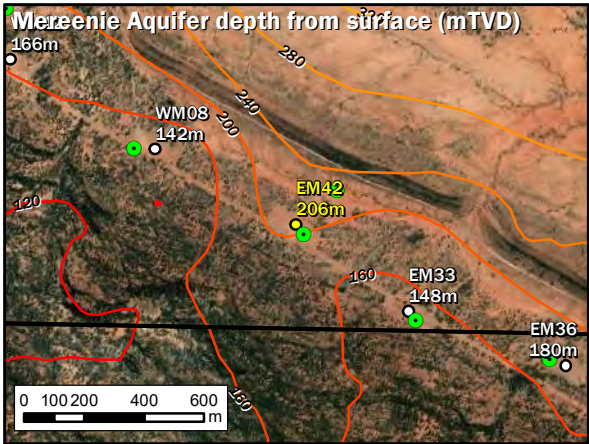 Mereenie Aquifer depth from surface (mTVD)
166m
320
280
240
200
WM08
142m
EM42
206m
120
160
EM33
148m
EM36
180m
160
0 100 200 400 600
m